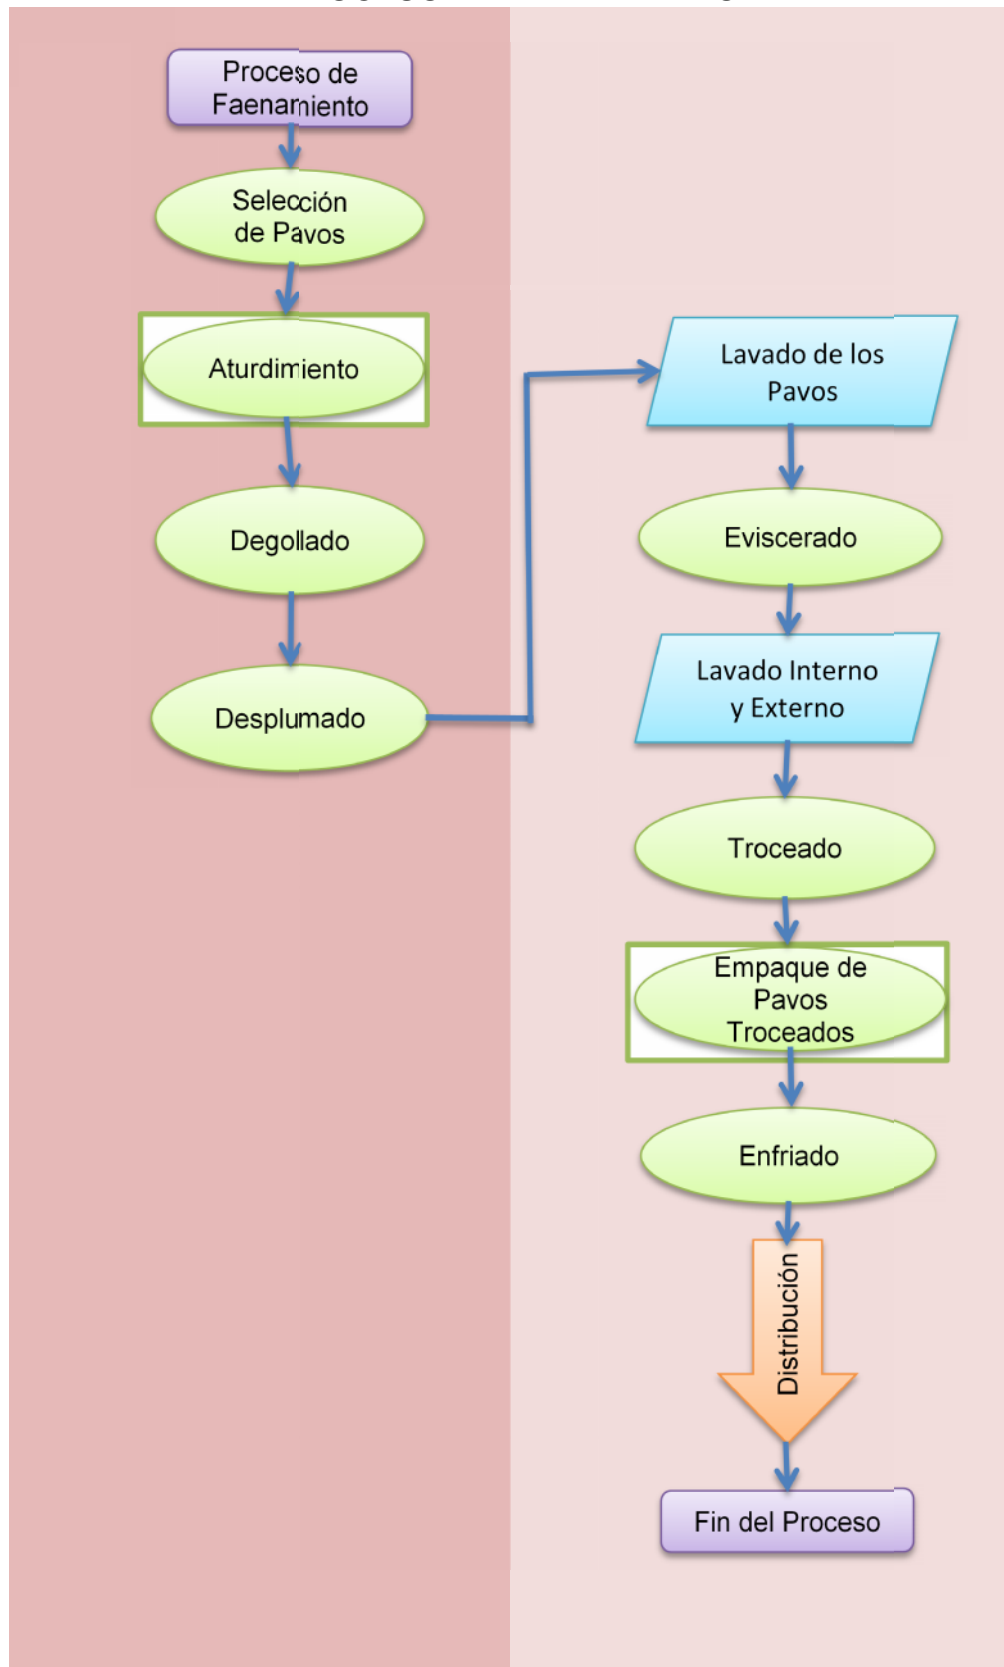 Proceso de
Faenamiento
Selección
de Pavos
Aturdimiento
Degollado
Desplumado
Lavado de los
Pavos
Eviscerado
Lavado Interno
y Externo
Troceado
Empaque de
Pavos
Troceados
Enfriado
Distribución
Fin del Proceso